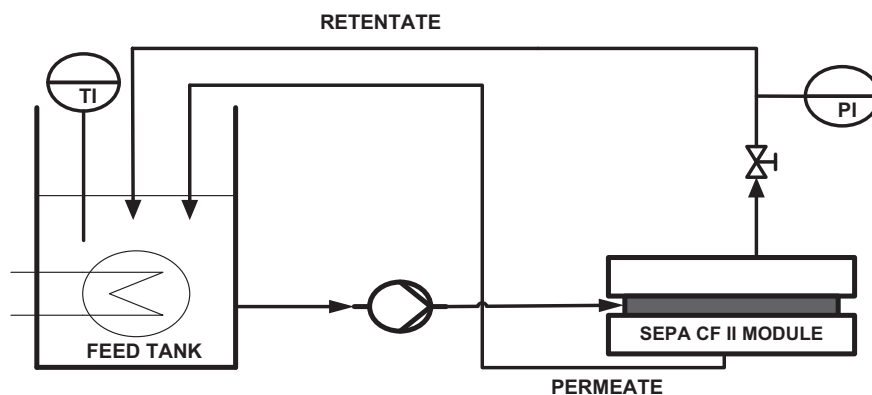 RETENTATE
TI
PI
FEED TANK
SEPA CF II MODULE
PERMEATE